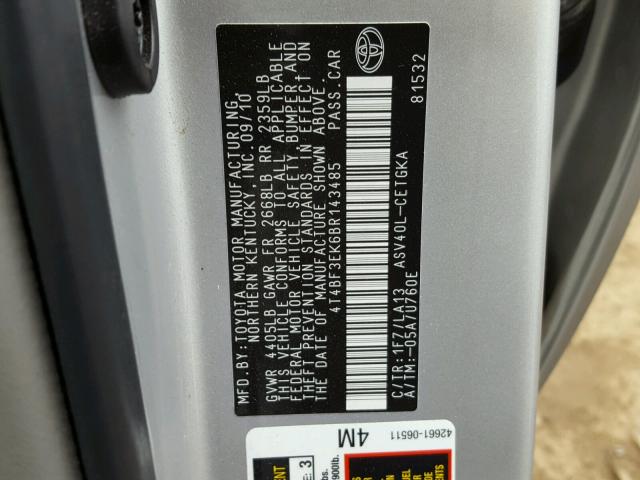 MFD. BY: TOYOTA MOTOR MANUFACTURING,
NORTHERN KENTUCKY, INC. 09/10
GVWR 4405LB GAWR FR 2668LB RR 2359LB
THIS VEHICLE CONFORMS TO ALL APPLICABLE
FEDERAL MOTOR VEHICLE SAFETY, BUMPER AND
THEFT PREVENTION STANDARDS IN EFFECT ON
THE DATE OF MANUFACTURE SHOWN ABOVE.
4T4BF3EK6BR143485 PASS. CAR
C/TR: 1F7/LA13 ASV40L-CETGKA
A/TM: -05A/U760E
81532
4M
42661-06511
3